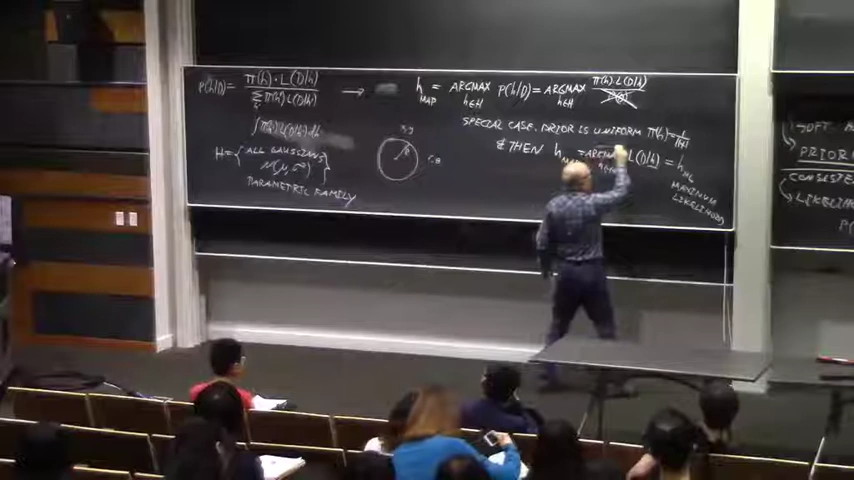 P(h/D) = π(h)·L(D/h) / Σ π(h)·L(D/h) → h MAP = ARGMAX h∈H P(h/D) = ARGMAX h∈H π(h)·L(D/h)
∫π(h)L(D/h)dh
H = { ALL GAUSSIANS
N(μ, σ²) }
PARAMETRIC FAMILY
SPECIAL CASE: PRIOR IS UNIFORM π(h) = 1/|H|
THEN h = L(D/h) = h ML
MAXIMUM
LIKELIHOOD
SOFT
PRIOR
LIKELIHO